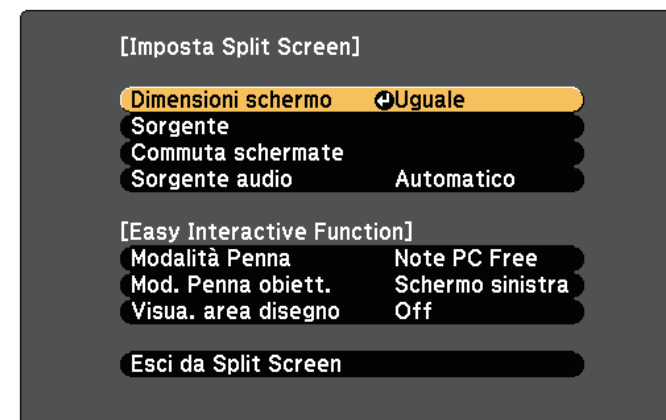 [Imposta Split Screen]
Dimensioni schermo Uguale
Sorgente
Commuta schermate
Sorgente audio Automatico
[Easy Interactive Function]
Modalità Penna Note PC Free
Mod. Penna obiett. Schermo sinistra
Visua. area disegno Off
Esci da Split Screen